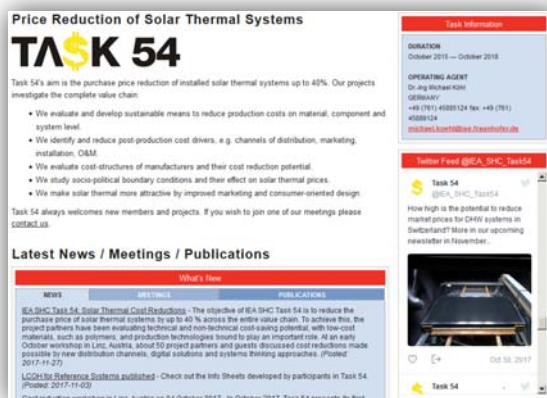 Price Reduction of Solar Thermal Systems
TA$K 54
Task 54's aim is the purchase price reduction of installed solar thermal systems up to 40%. Our projects
investigate the complete value chain:
• We evaluate and develop sustainable means to reduce production costs on material, component and
system level.
• We identify and reduce post-production cost drivers, e.g. channels of distribution, marketing,
installation, O&M.
• We evaluate cost-structures of manufacturers and their cost reduction potential.
• We study socio-political boundary conditions and their effect on solar thermal prices.
• We make solar thermal more attractive by improved marketing and consumer-oriented design.
Task 54 always welcomes new members and projects. If you wish to join one of our meetings please
contact us.
Latest News / Meetings / Publications
What's New
NEWS MEETINGS PUBLICATIONS
IEA SHC Task 54: Solar Thermal Cost Reductions - The objective of IEA SHC Task 54 is to reduce the
purchase price of solar thermal systems by up to 40 % across the entire value chain. To achieve this, the
project partners have been evaluating technical and non-technical cost-saving potential, with low-cost
materials, such as polymers, and production technologies bound to play an important role. At an early
October workshop in Linz, Austria, about 50 project partners and guests discussed cost reductions made
possible by new distribution channels, digital solutions and systems thinking approaches. (Posted:
2017-11-27)
LCOH for Reference Systems published - Check out the Info Sheets developed by participants in Task 54.
(Posted: 2017-11-03)
Task Information
DURATION
October 2015 — October 2018
OPERATING AGENT
Dr.-Ing Michael Köhl
GERMANY
+49 (761) 45885124 fax: +49 (761)
45889124
michael.koehl@ise.fraunhofer.de
Twitter Feed @IEA_SHC_Task54
Task 54
@IEA_SHC_Task54
How high is the potential to reduce
market prices for DHW systems in
Switzerland? More in our upcoming
newsletter in November...
Oct 30, 2017
Task 54